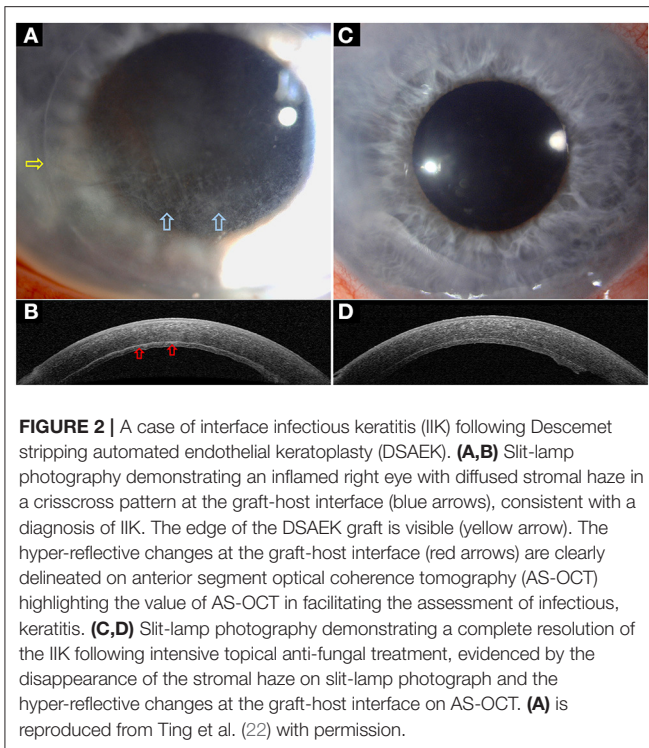 A
C
B
D
FIGURE 2 | A case of interface infectious keratitis (IIK) following Descemet
stripping automated endothelial keratoplasty (DSAEK). (A,B) Slit-lamp
photography demonstrating an inflamed right eye with diffused stromal haze in
a crisscross pattern at the graft-host interface (blue arrows), consistent with a
diagnosis of IIK. The edge of the DSAEK graft is visible (yellow arrow). The
hyper-reflective changes at the graft-host interface (red arrows) are clearly
delineated on anterior segment optical coherence tomography (AS-OCT)
highlighting the value of AS-OCT in facilitating the assessment of infectious,
keratitis. (C,D) Slit-lamp photography demonstrating a complete resolution of
the IIK following intensive topical anti-fungal treatment, evidenced by the
disappearance of the stromal haze on slit-lamp photograph and the
hyper-reflective changes at the graft-host interface on AS-OCT. (A) is
reproduced from Ting et al. (22) with permission.